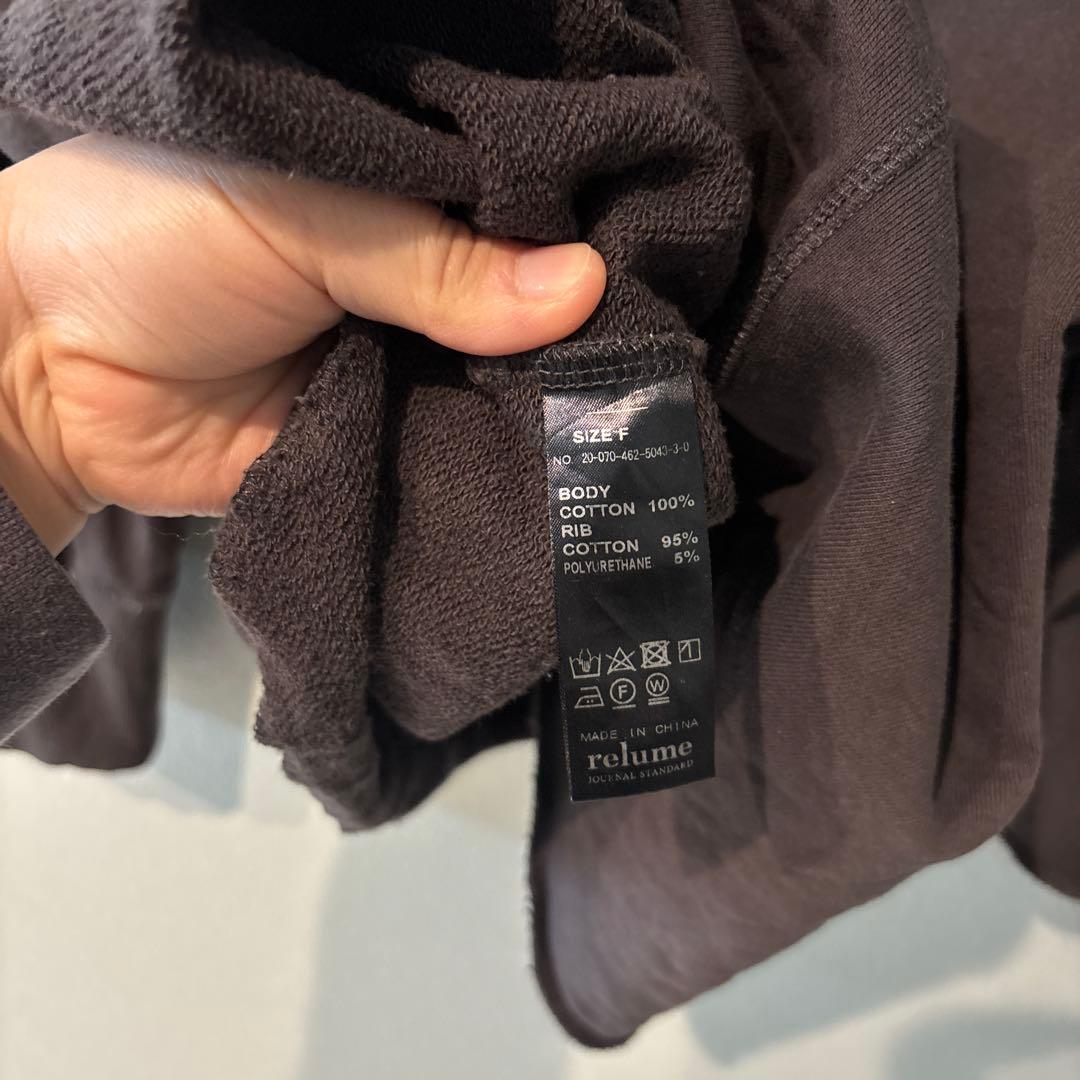 SIZE F
NO 20-070-462-5043-3-0
BODY
COTTON 100%
RIB
COTTON 95%
POLYURETHANE 5%
F W
MADE IN CHINA
relume
JOURNAL STANDARD